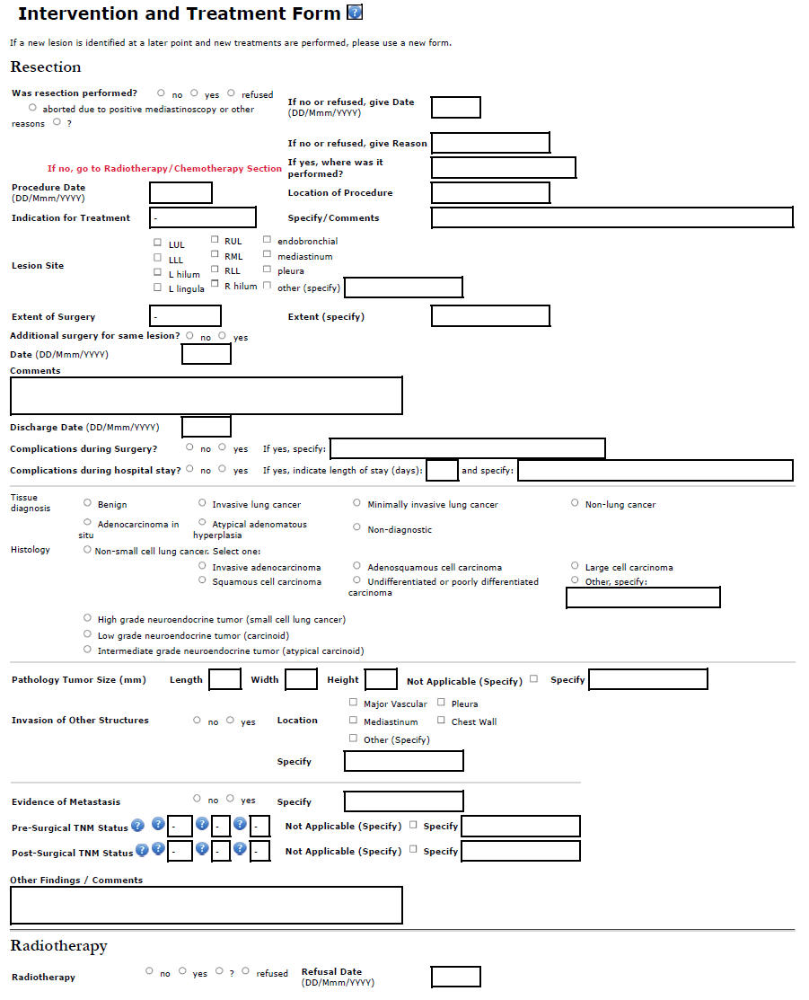 Intervention and Treatment Form ?
If a new lesion is identified at a later point and new treatments are performed, please use a new form.
Resection
Was resection performed? no yes refused
aborted due to positive mediastinoscopy or other
reasons ?
If no or refused, give Date
(DD/Mmm/YYYY)
If no or refused, give Reason
If no, go to Radiotherapy/Chemotherapy Section
If yes, where was it
performed?
Procedure Date
(DD/Mmm/YYYY)
Location of Procedure
Indication for Treatment - Specify/Comments
Lesion Site
LUL RUL endobronchial
LLL RML mediastinum
L hilum RLL pleura
L lingula R hilum other (specify)
Extent of Surgery - Extent (specify)
Additional surgery for same lesion? no yes
Date (DD/Mmm/YYYY)
Comments
Discharge Date (DD/Mmm/YYYY)
Complications during Surgery? no yes If yes, specify:
Complications during hospital stay? no yes If yes, indicate length of stay (days): and specify:
Tissue
diagnosis
Benign Invasive lung cancer Minimally invasive lung cancer Non-lung cancer
Adenocarcinoma in
situ
Atypical adenomatous
hyperplasia
Non-diagnostic
Histology Non-small cell lung cancer. Select one:
Invasive adenocarcinoma Adenosquamous cell carcinoma Large cell carcinoma
Squamous cell carcinoma Undifferentiated or poorly differentiated
carcinoma
Other, specify:
High grade neuroendocrine tumor (small cell lung cancer)
Low grade neuroendocrine tumor (carcinoid)
Intermediate grade neuroendocrine tumor (atypical carcinoid)
Pathology Tumor Size (mm) Length Width Height Not Applicable (Specify) Specify
Invasion of Other Structures no yes Location
Major Vascular Pleura
Mediastinum Chest Wall
Other (Specify)
Specify
Evidence of Metastasis no yes Specify
Pre-Surgical TNM Status ? ? - ? - ? - Not Applicable (Specify) Specify
Post-Surgical TNM Status ? ? - ? - ? - Not Applicable (Specify) Specify
Other Findings / Comments
Radiotherapy
Radiotherapy no yes ? refused Refusal Date
(DD/Mmm/YYYY)